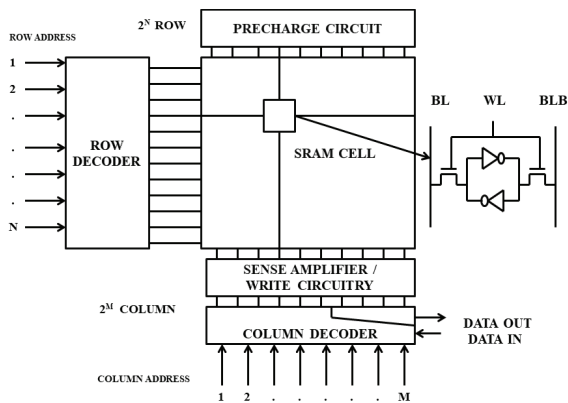 2^N ROW
PRECHARGE CIRCUIT
ROW ADDRESS
1
2
.
.
.
.
N
ROW
DECODER
SRAM CELL
BL WL BLB
SENSE AMPLIFIER /
WRITE CIRCUITRY
2^M COLUMN
COLUMN DECODER
DATA OUT
DATA IN
COLUMN ADDRESS
1 2 . . . . . M